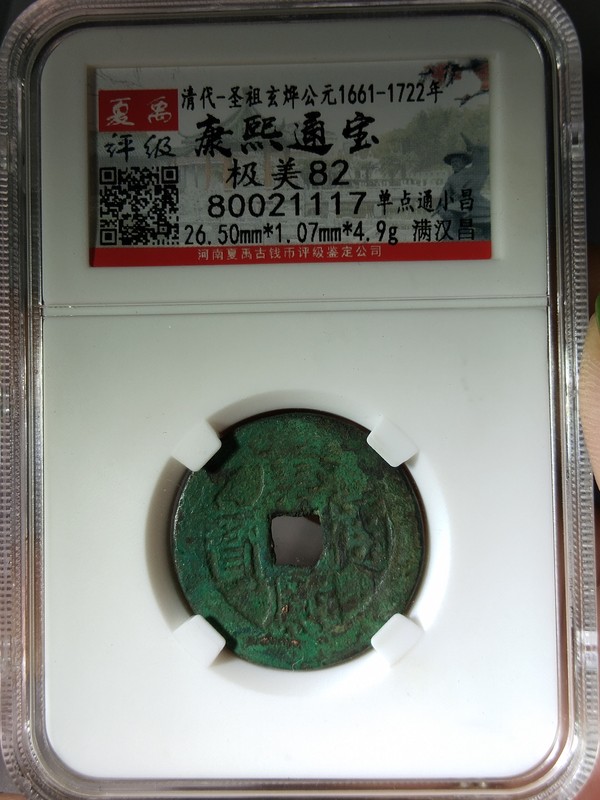 夏禹
评级
清代-圣祖玄烨公元1661-1722年
康熙通宝
极美82
80021117 单点通小昌
26.50mm*1.07mm*4.9g 满汉昌
河南夏禹古钱币评级鉴定公司